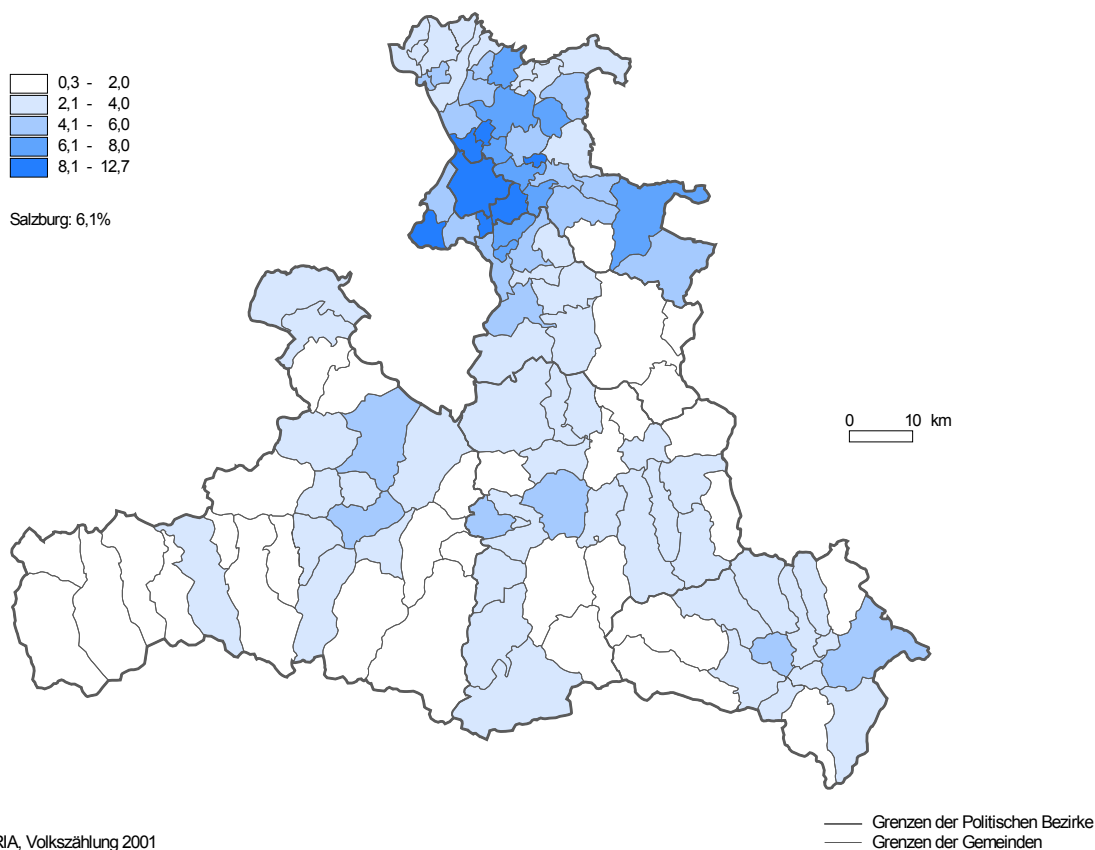 0,3 - 2,0
2,1 - 4,0
4,1 - 6,0
6,1 - 8,0
8,1 - 12,7
Salzburg: 6,1%
0 10 km
Grenzen der Politischen Bezirke
RIA, Volkszählung 2001
Grenzen der Gemeinden